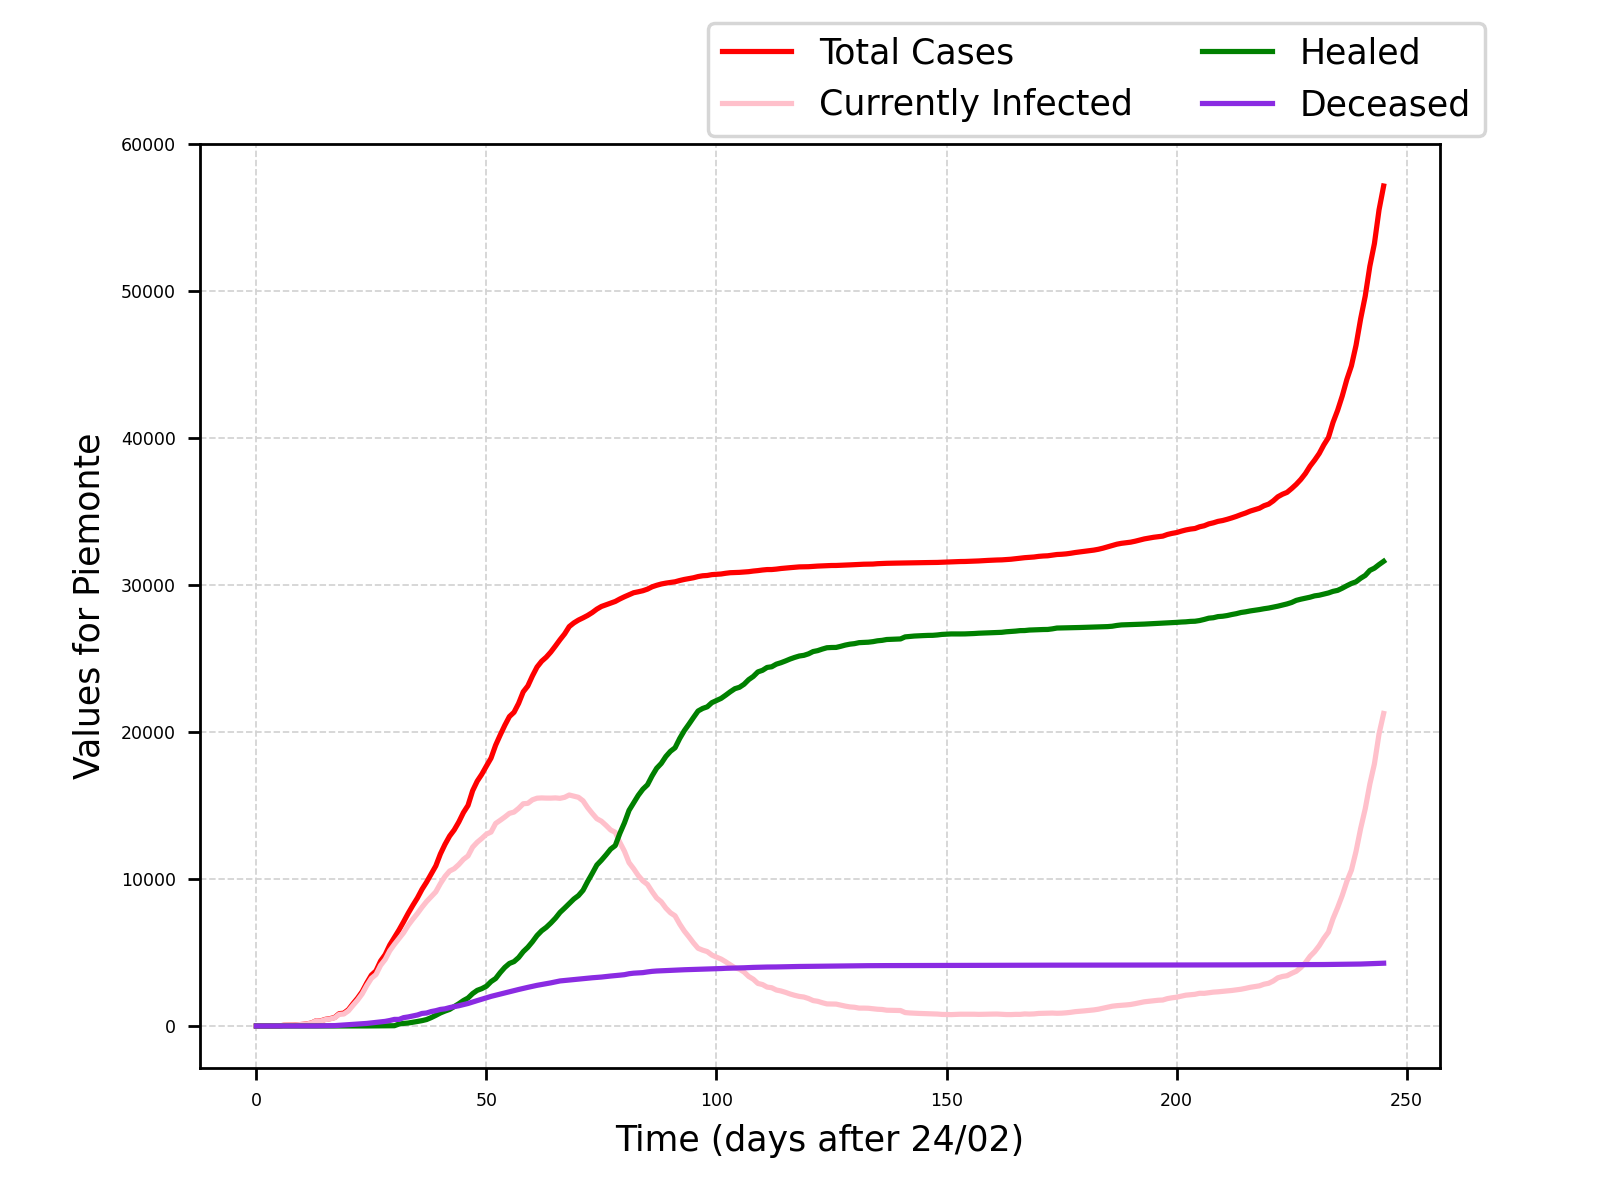 Total Cases
Currently Infected
Healed
Deceased
60000
50000
40000
30000
20000
10000
0
Values for Piemonte
0 50 100 150 200 250
Time (days after 24/02)